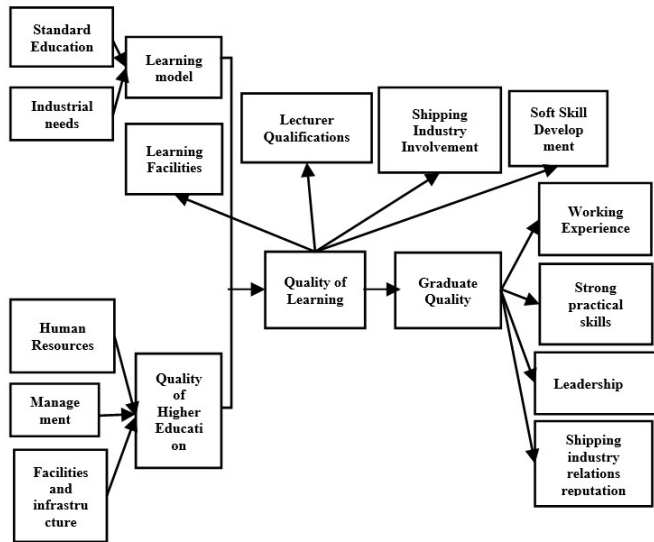 Standard
Education
Industrial
needs
Learning
model
Learning
Facilities
Lecturer
Qualifications
Shipping
Industry
Involvement
Soft Skill
Develop
ment
Working
Experience
Quality of
Learning
Graduate
Quality
Strong
practical
skills
Human
Resources
Manage
ment
Facilities
and
infrastru
cture
Quality
of
Higher
Educati
on
Leadership
Shipping
industry
relations
reputation